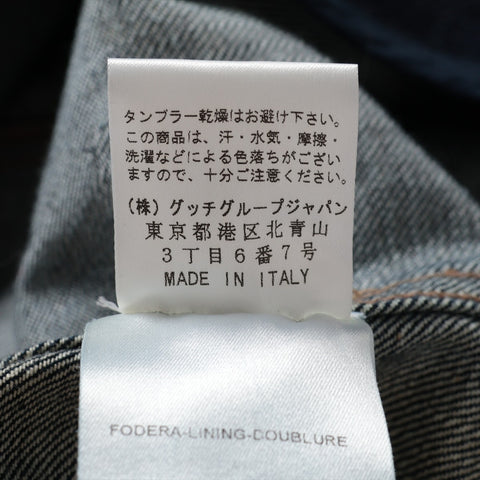 タンブラー乾燥はお避け下さい。
この商品は、汗・水気・摩擦・
洗濯などによる色落ちがござい
ますので、十分ご注意ください。
(株) グッチグループジャパン
東京都港区北青山
3丁目6番7号
MADE IN ITALY
FODERA-LINING-DOUBLURE